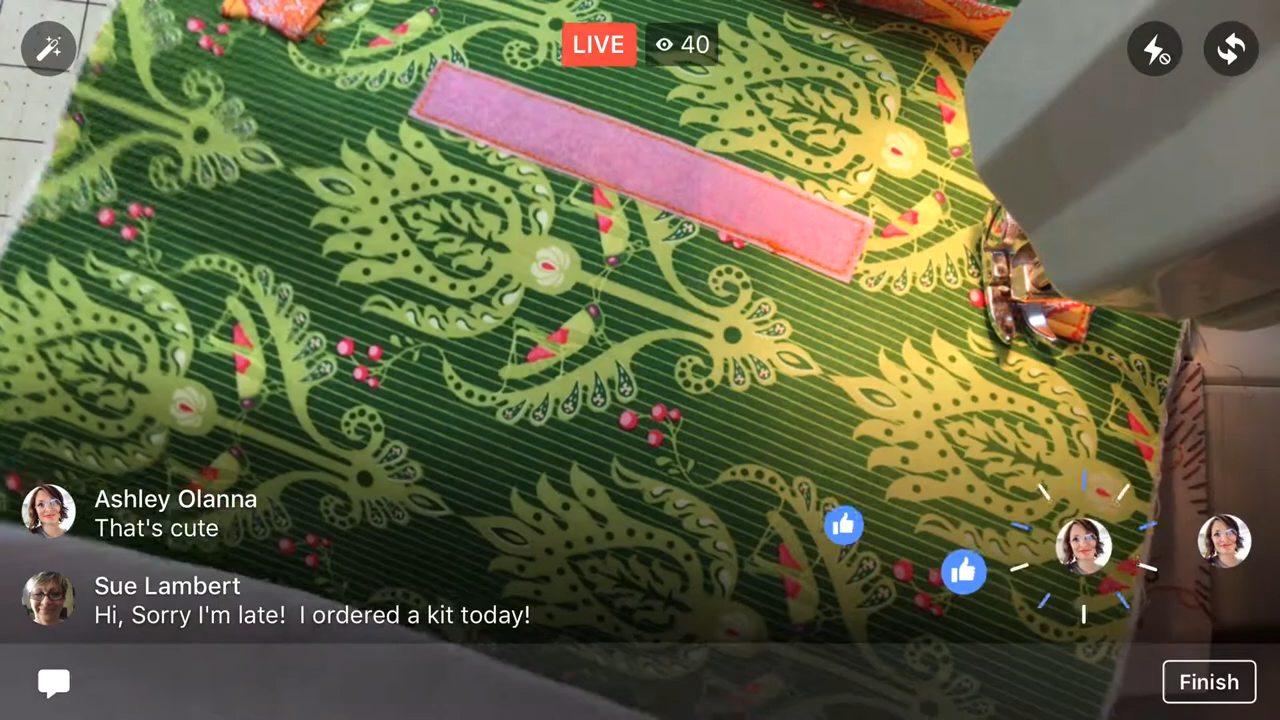 LIVE 40
Ashley Olanna
That's cute
Sue Lambert
Hi, Sorry I'm late!  I ordered a kit today!
Finish